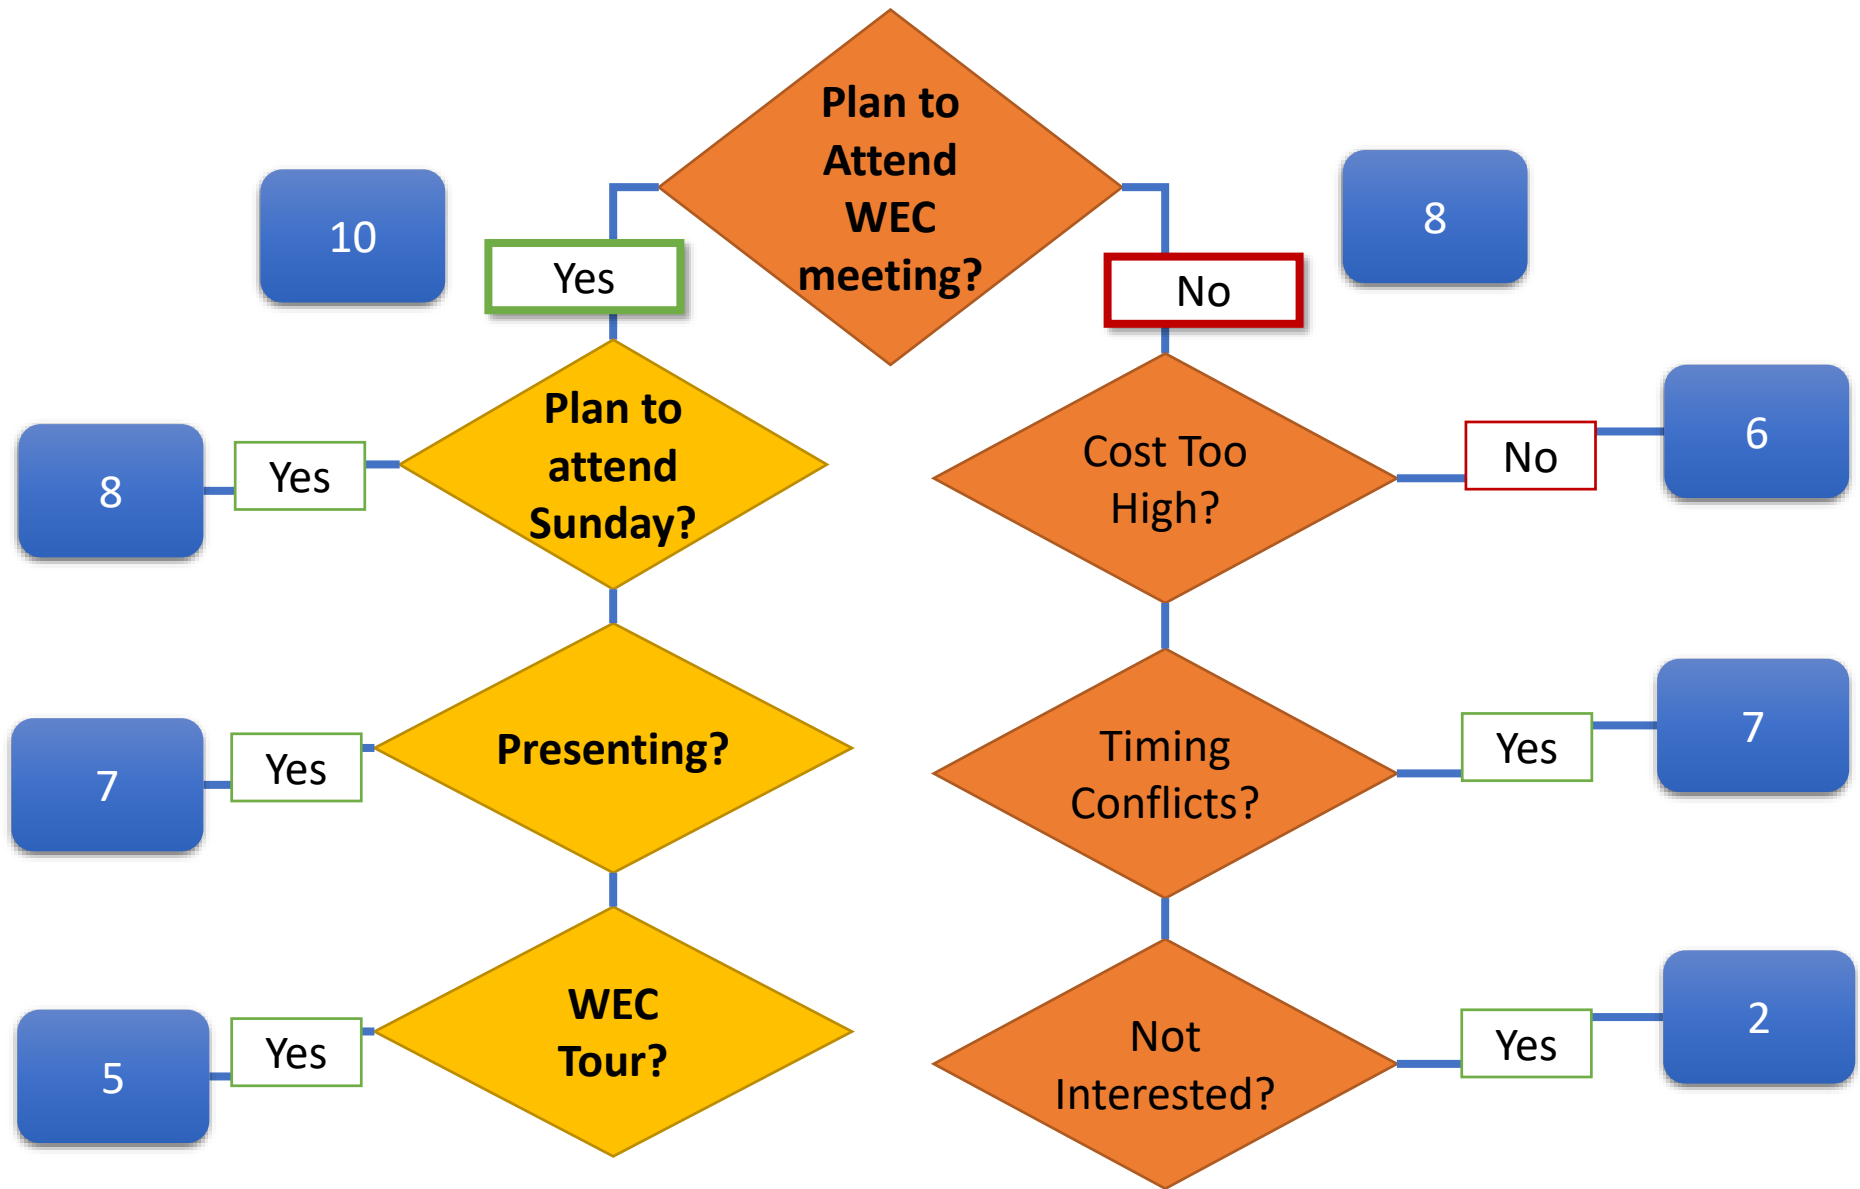 Plan to
Attend
WEC
meeting?
10
Yes
8
No
Plan to
attend
Sunday?
Yes
8
Cost Too
High?
No
6
Presenting?
Yes
7
Timing
Conflicts?
Yes
7
WEC
Tour?
Yes
5
Not
Interested?
Yes
2